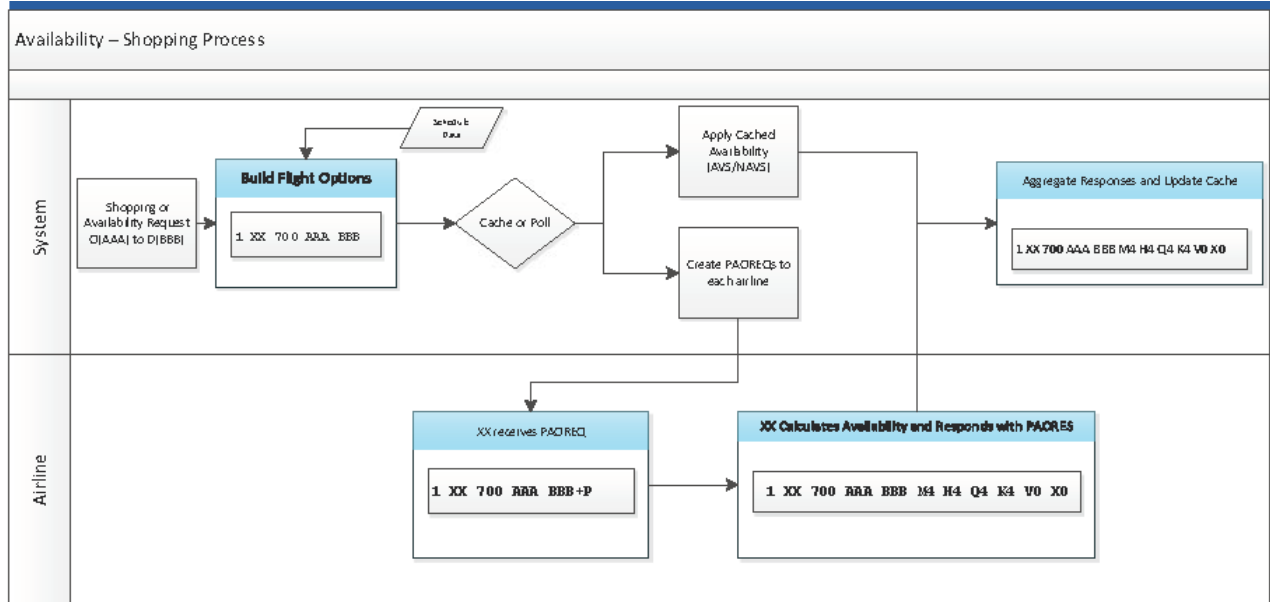 Availability – Shopping Process
System
Schedule
Data
Build Flight Options
1 XX 700 AAA BBB
Shopping or
Availability Request
O(AAA) to D(BBB)
Cache or Poll
Apply Cached
Availability
(AVS/NAVS)
Create PAOREQs to
each airline
Aggregate Responses and Update Cache
1 XX 700 AAA BBB M4 H4 Q4 K4 V0 X0
Airline
XX receives PAOREQ
1 XX 700 AAA BBB+P
XX Calculates Availability and Responds with PAORES
1 XX 700 AAA BBB M4 H4 Q4 K4 V0 X0